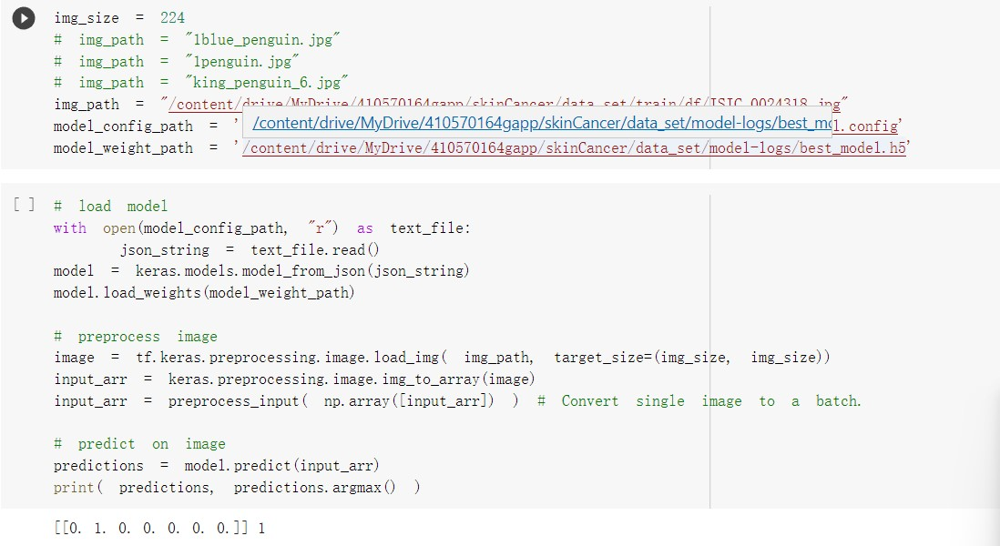 img_size = 224
# img_path = "1blue_penguin.jpg"
# img_path = "1penguin.jpg"
# img_path = "king_penguin_6.jpg"
img_path = "/content/drive/MyDrive/410570164gapp/skinCancer/data_set/train/df/ISIC_0024318.jpg"
model_config_path = '
/content/drive/MyDrive/410570164gapp/skinCancer/data_set/model-logs/best_mo
l.config'
model_weight_path = '/content/drive/MyDrive/410570164gapp/skinCancer/data_set/model-logs/best_model.h5'
[ ]
# load model
with open(model_config_path, "r") as text_file:
json_string = text_file.read()
model = keras.models.model_from_json(json_string)
model.load_weights(model_weight_path)
# preprocess image
image = tf.keras.preprocessing.image.load_img( img_path, target_size=(img_size, img_size))
input_arr = keras.preprocessing.image.img_to_array(image)
input_arr = preprocess_input( np.array([input_arr]) ) # Convert single image to a batch.
# predict on image
predictions = model.predict(input_arr)
print( predictions, predictions.argmax() )
[[0. 1. 0. 0. 0. 0. 0.]] 1